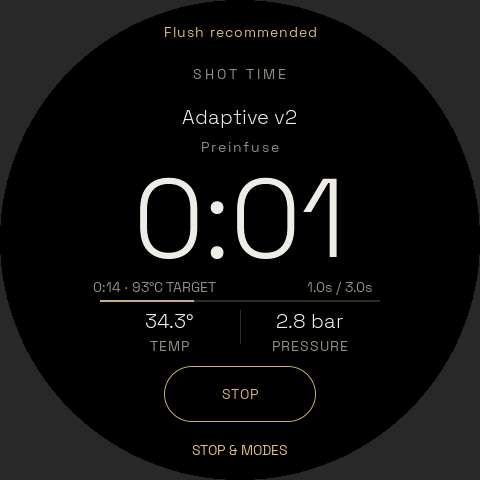 Flush recommended
SHOT TIME
Adaptive v2
Preinfuse
0:01
0:14 · 93°C TARGET 1.0s / 3.0s
34.3° 2.8 bar
TEMP PRESSURE
STOP
STOP & MODES